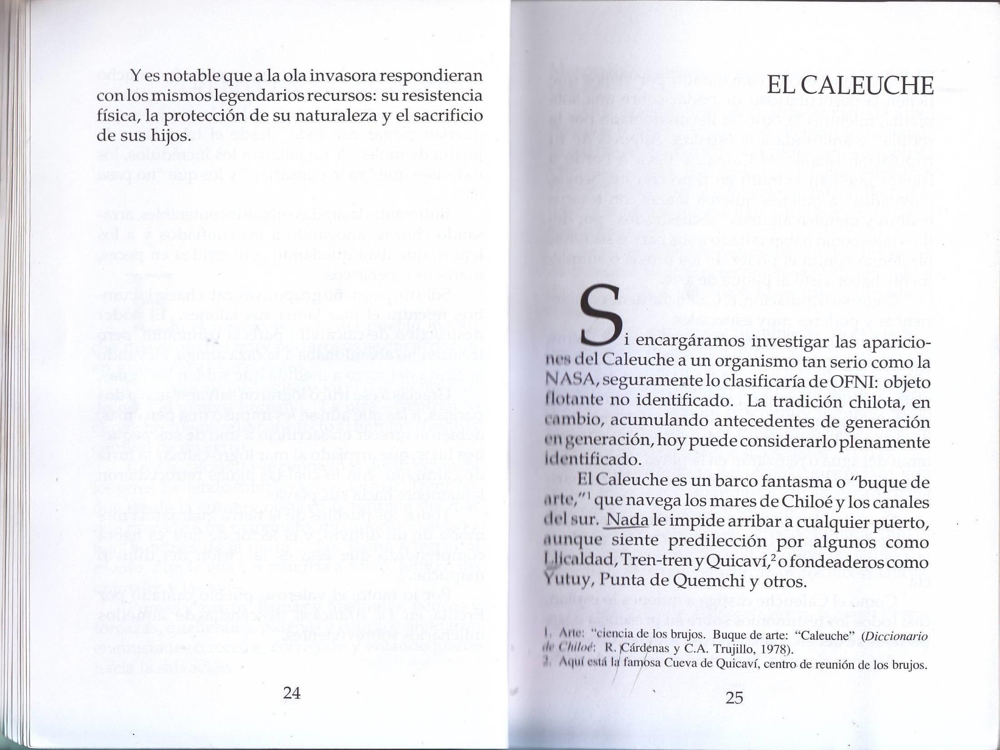 Y es notable que a la ola invasora respondieran
con los mismos legendarios recursos: su resistencia
física, la protección de su naturaleza y el sacrificio
de sus hijos.
24
EL CALEUCHE
Si encargáramos investigar las aparicio-
nes del Caleuche a un organismo tan serio como la
NASA, seguramente lo clasificaría de OFNI: objeto
flotante no identificado. La tradición chilota, en
cambio, acumulando antecedentes de generación
en generación, hoy puede considerarlo plenamente
identificado.
El Caleuche es un barco fantasma o "buque de
arte,"1 que navega los mares de Chiloé y los canales
del sur. Nada le impide arribar a cualquier puerto,
aunque siente predilección por algunos como
Llicaldad, Tren-tren y Quicaví,2 o fondeaderos como
Yutuy, Punta de Quemchi y otros.
1. Arte: "ciencia de los brujos. Buque de arte: “Caleuche” (Diccionario
de Chiloé: R. Cárdenas y C.A. Trujillo, 1978).
2. Aquí está la famosa Cueva de Quicaví, centro de reunión de los brujos.
25